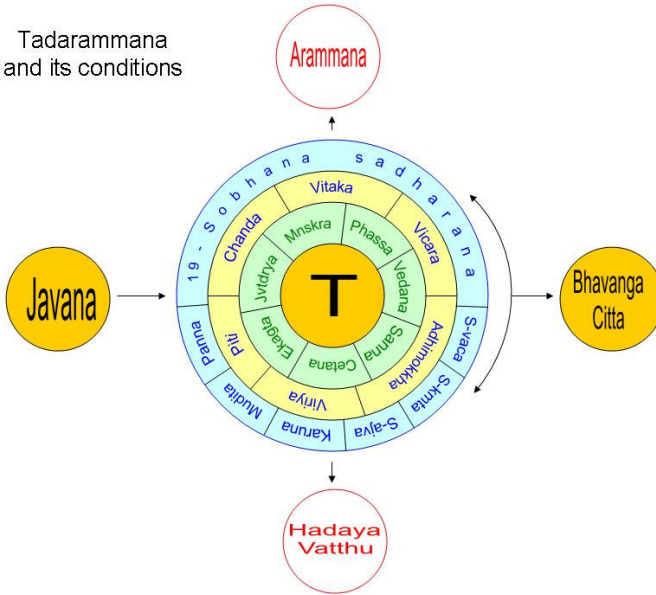 Tadarammana
and its conditions
Arammana
19 - Sobhana sadharana
Vitaka
Chanda
Vicara
Mnskra
Phassa
Jvtdrya
Vedana
T
Javana
Bhavanga
Citta
Ekagta
Sanna
Cetana
Piti
Adhimokkha
Viriya
Panna
S-vaca
Mudita
S-kmta
Karuna
S-ajva
Hadaya
Vatthu